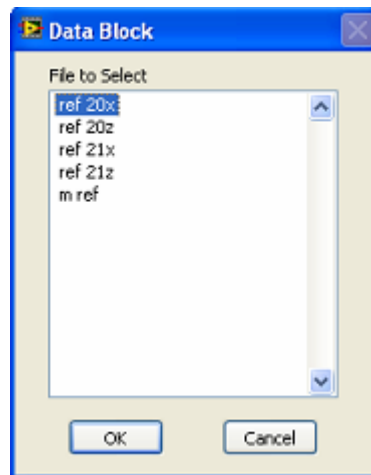 Data Block
File to Select
ref 20x
ref 20z
ref 21x
ref 21z
m ref
OK
Cancel